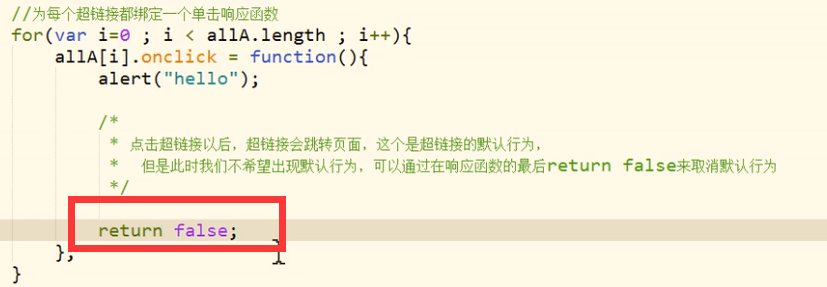 //为每个超链接都绑定一个单击响应函数
for(var i=0 ; i < allA.length ; i++){
allA[i].onclick = function(){
alert("hello");
/*
* 点击超链接以后，超链接会跳转页面，这个是超链接的默认行为，
* 但是此时我们不希望出现默认行为，可以通过在响应函数的最后return false来取消默认行为
*/
return false;
};
}